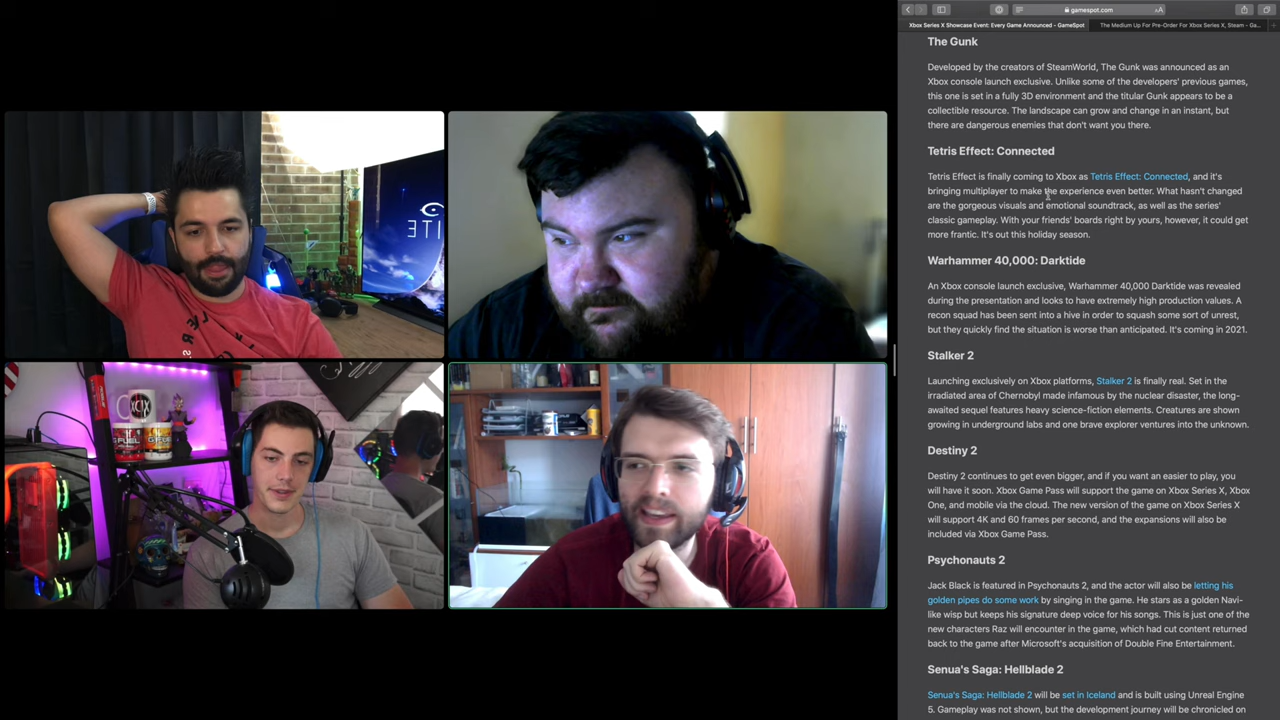 gamespot.com
Xbox Series X Showcase Event: Every Game Announced - GameSpot
The Medium Up For Pre-Order For Xbox Series X, Steam - Ga...
The Gunk
Developed by the creators of SteamWorld, The Gunk was announced as an
Xbox console launch exclusive. Unlike some of the developers' previous games,
this one is set in a fully 3D environment and the titular Gunk appears to be a
collectible resource. The landscape can grow and change in an instant, but
there are dangerous enemies that don't want you there.
Tetris Effect: Connected
Tetris Effect is finally coming to Xbox as Tetris Effect: Connected, and it's
bringing multiplayer to make the experience even better. What hasn't changed
are the gorgeous visuals and emotional soundtrack, as well as the series'
classic gameplay. With your friends' boards right by yours, however, it could get
more frantic. It's out this holiday season.
Warhammer 40,000: Darktide
An Xbox console launch exclusive, Warhammer 40,000 Darktide was revealed
during the presentation and looks to have extremely high production values. A
recon squad has been sent into a hive in order to squash some sort of unrest,
but they quickly find the situation is worse than anticipated. It's coming in 2021.
Stalker 2
Launching exclusively on Xbox platforms, Stalker 2 is finally real. Set in the
irradiated area of Chernobyl made infamous by the nuclear disaster, the long-
awaited sequel features heavy science-fiction elements. Creatures are shown
growing in underground labs and one brave explorer ventures into the unknown.
Destiny 2
Destiny 2 continues to get even bigger, and if you want an easier to play, you
will have it soon. Xbox Game Pass will support the game on Xbox Series X, Xbox
One, and mobile via the cloud. The new version of the game on Xbox Series X
will support 4K and 60 frames per second, and the expansions will also be
included via Xbox Game Pass.
Psychonauts 2
Jack Black is featured in Psychonauts 2, and the actor will also be letting his
golden pipes do some work by singing in the game. He stars as a golden Navi-
like wisp but keeps his signature deep voice for his songs. This is just one of the
new characters Raz will encounter in the game, which had cut content returned
back to the game after Microsoft's acquisition of Double Fine Entertainment.
Senua's Saga: Hellblade 2
Senua's Saga: Hellblade 2 will be set in Iceland and is built using Unreal Engine
5. Gameplay was not shown, but the development journey will be chronicled on
ITE
CXCIX
G FUEL
G FUEL